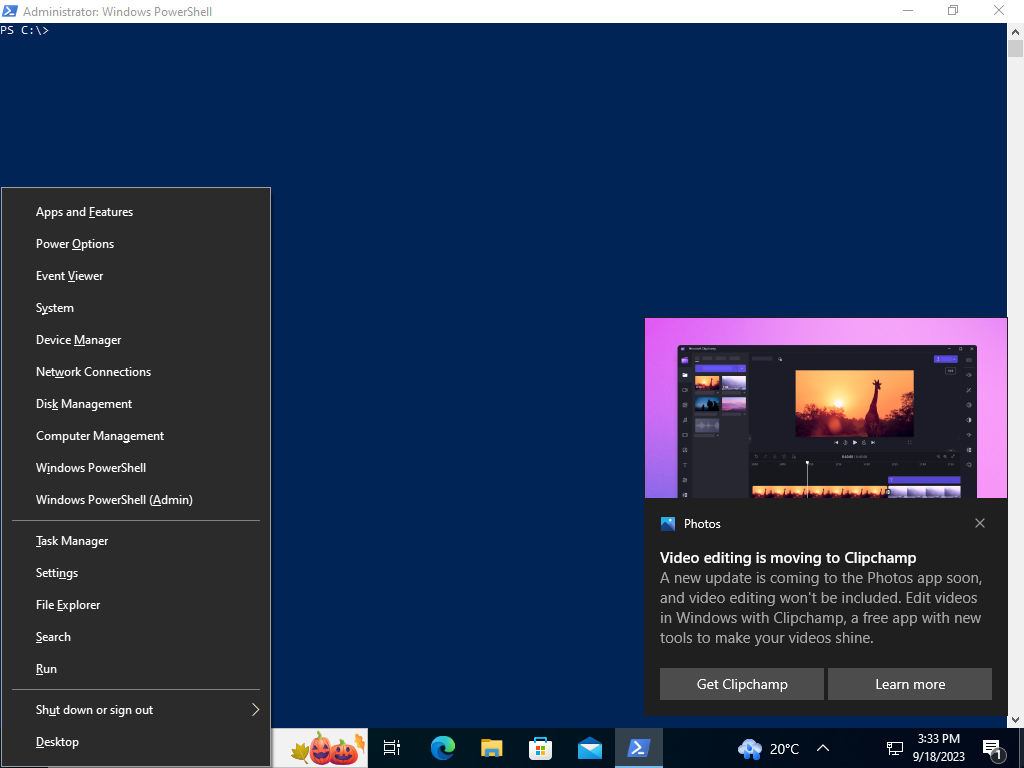 Administrator: Windows PowerShell
PS C:\>
Apps and Features
Power Options
Event Viewer
System
Device Manager
Network Connections
Disk Management
Computer Management
Windows PowerShell
Windows PowerShell (Admin)
Task Manager
Settings
File Explorer
Search
Run
Shut down or sign out
Desktop
Photos
Video editing is moving to Clipchamp
A new update is coming to the Photos app soon,
and video editing won't be included. Edit videos
in Windows with Clipchamp, a free app with new
tools to make your videos shine.
Get Clipchamp
Learn more
20°C
3:33 PM
9/18/2023
1